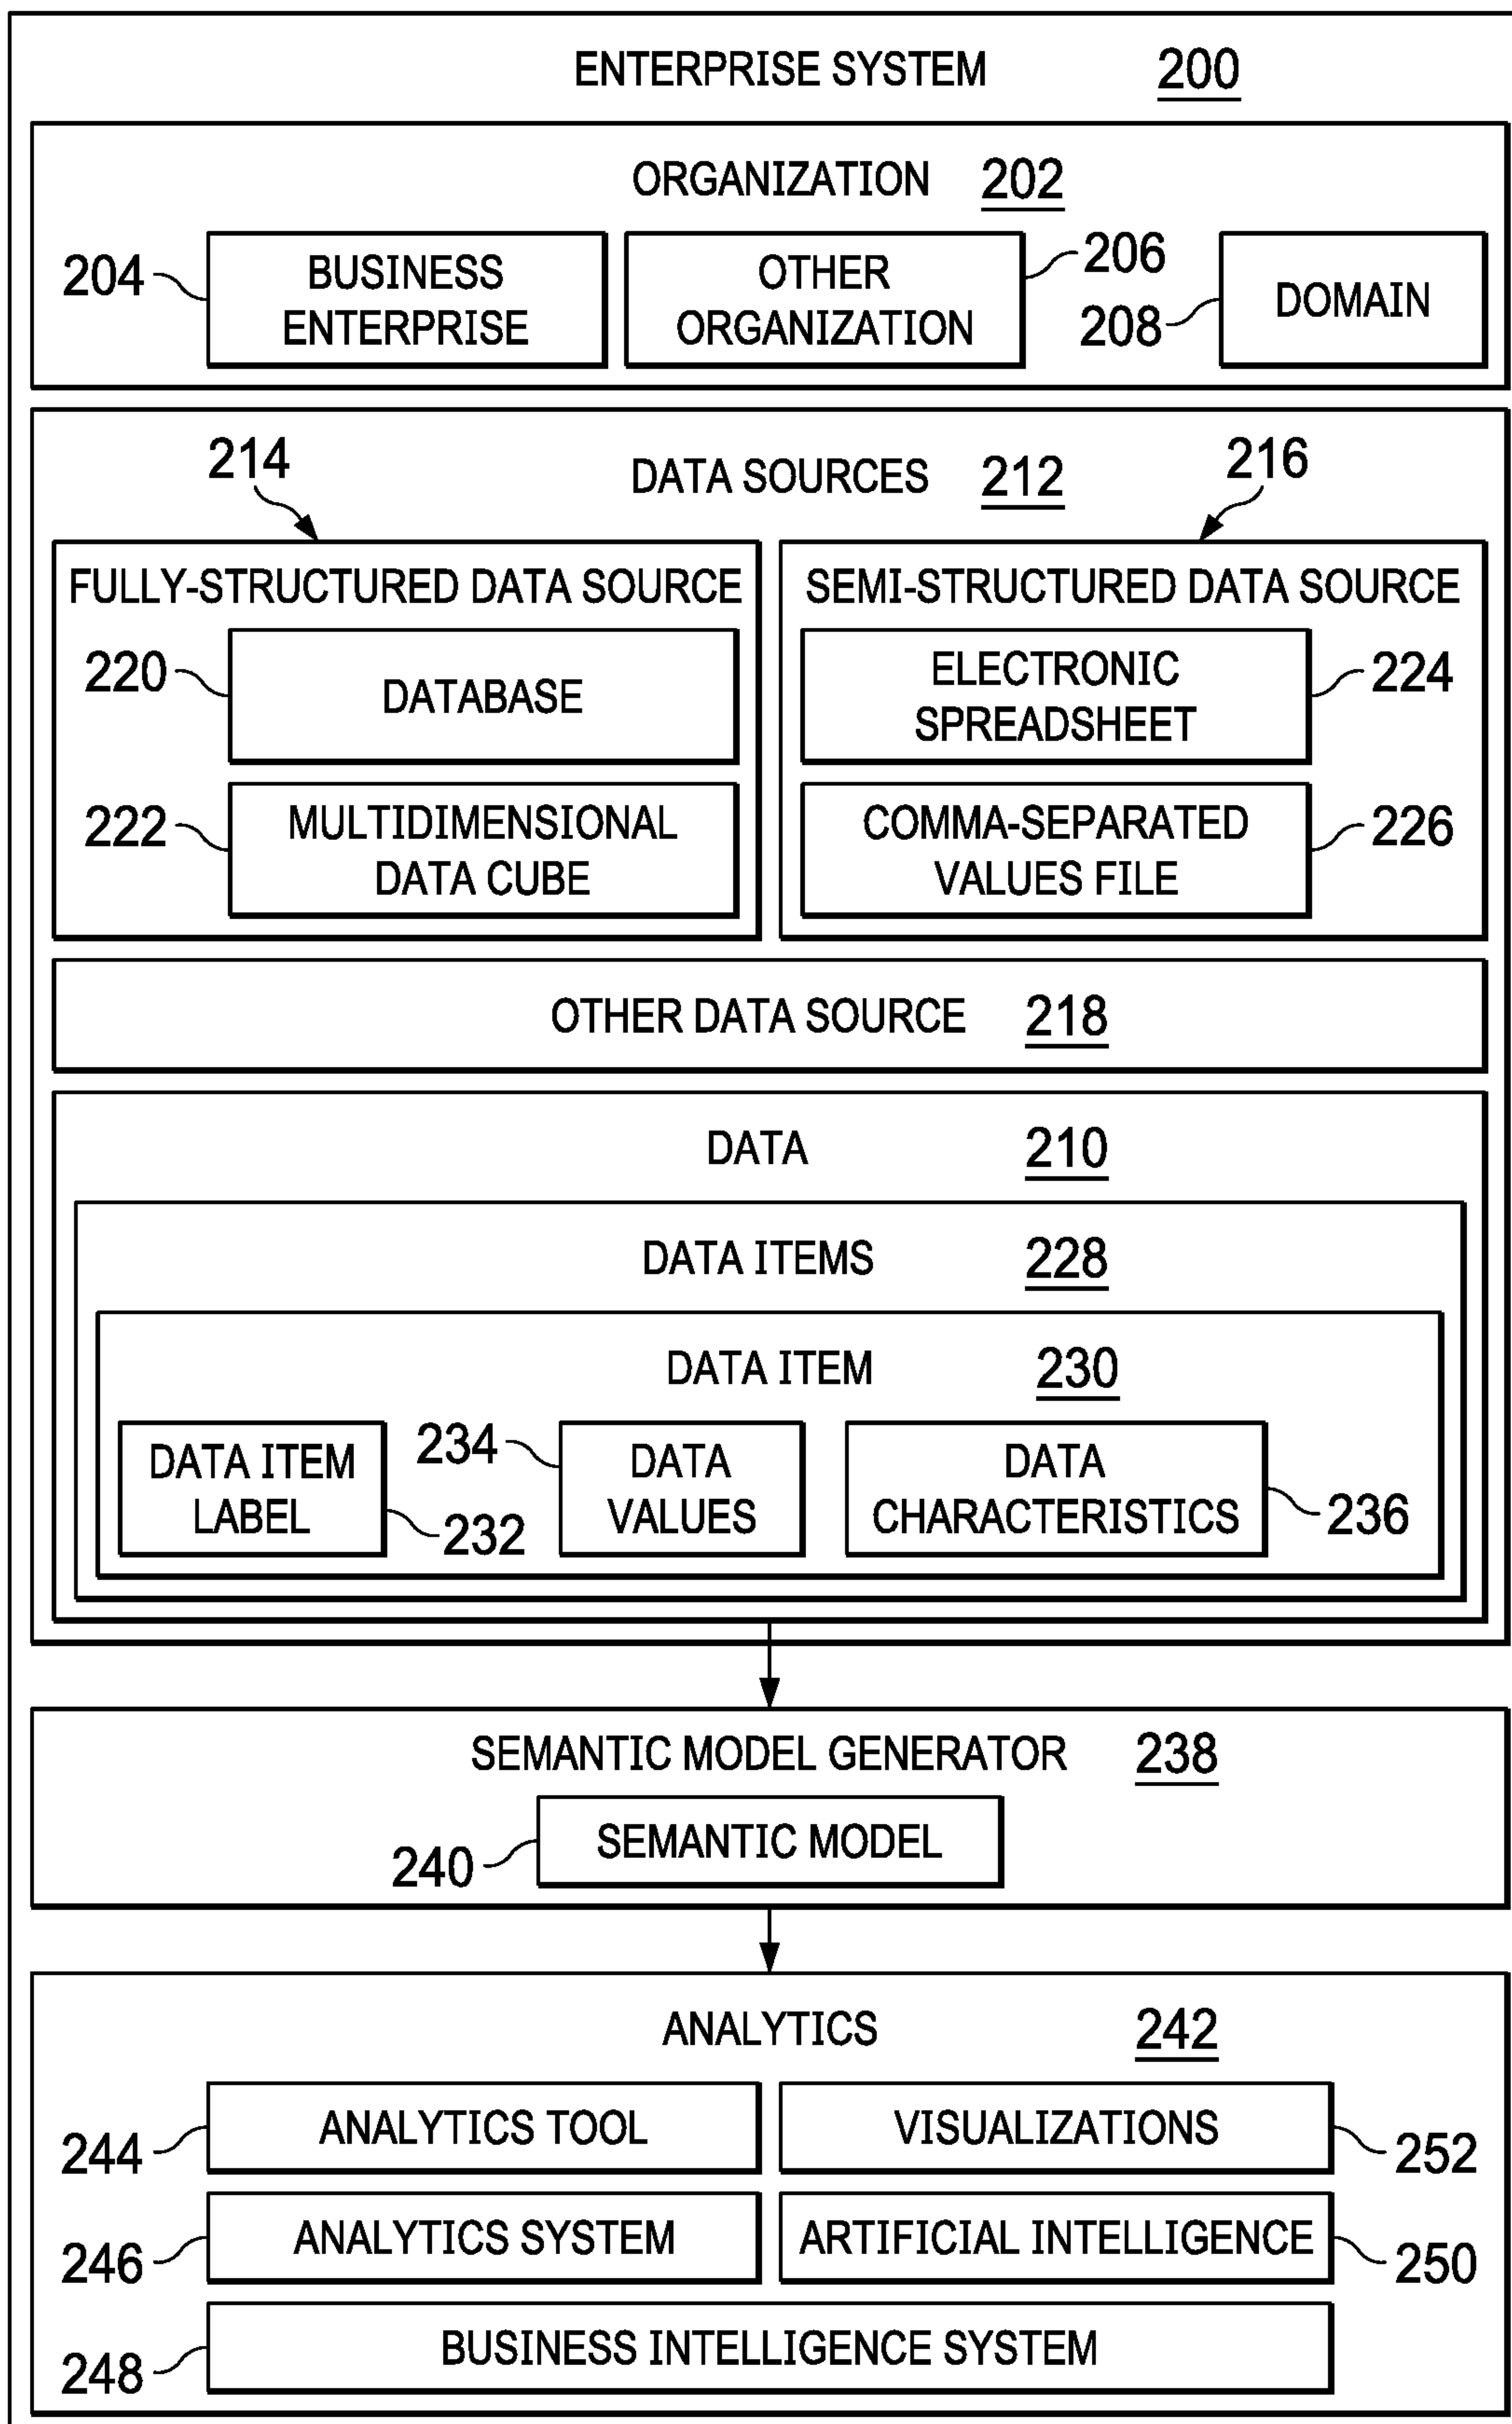 ENTERPRISE SYSTEM 200
ORGANIZATION 202
204
BUSINESS
ENTERPRISE
OTHER
ORGANIZATION
206
208
DOMAIN
214
DATA SOURCES 212
216
FULLY-STRUCTURED DATA SOURCE
220
DATABASE
222
MULTIDIMENSIONAL
DATA CUBE
SEMI-STRUCTURED DATA SOURCE
ELECTRONIC
SPREADSHEET
224
COMMA-SEPARATED
VALUES FILE
226
OTHER DATA SOURCE 218
DATA 210
DATA ITEMS 228
DATA ITEM 230
DATA ITEM
LABEL
232
234
DATA
VALUES
DATA
CHARACTERISTICS
236
SEMANTIC MODEL GENERATOR 238
240
SEMANTIC MODEL
ANALYTICS 242
244
ANALYTICS TOOL
VISUALIZATIONS
252
246
ANALYTICS SYSTEM
ARTIFICIAL INTELLIGENCE
250
248
BUSINESS INTELLIGENCE SYSTEM